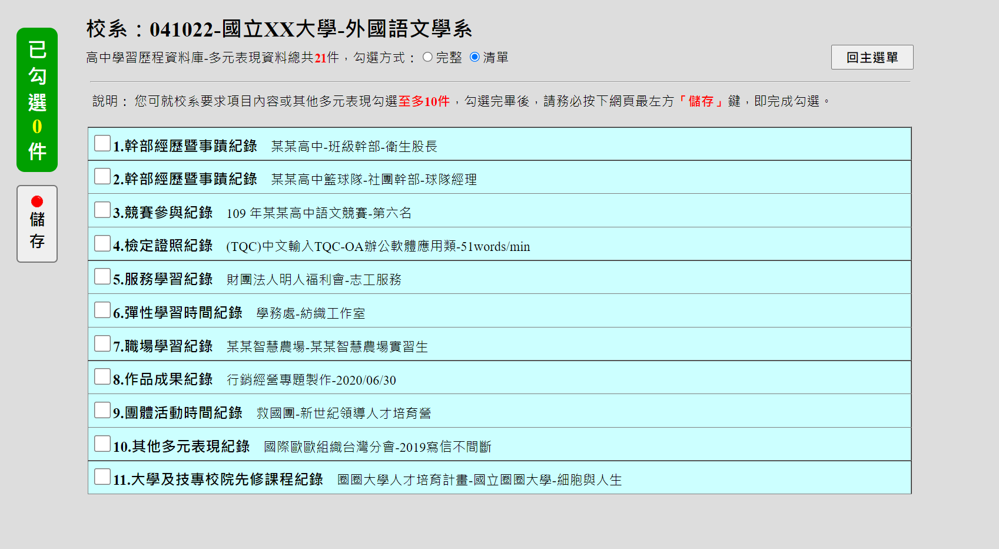 已
勾
選
0
件
儲
存
校系：041022-國立XX大學-外國語文學系
高中學習歷程資料庫-多元表現資料總共21件，勾選方式： 完整 清單
回主選單
說明： 您可就校系要求項目內容或其他多元表現勾選至多10件，勾選完畢後，請務必按下網頁最左方「儲存」鍵，即完成勾選。
1.幹部經歷暨事蹟紀錄 某某高中-班級幹部-衛生股長
2.幹部經歷暨事蹟紀錄 某某高中籃球隊-社團幹部-球隊經理
3.競賽參與紀錄 109 年某某高中語文競賽-第六名
4.檢定證照紀錄 (TQC)中文輸入TQC-OA辦公軟體應用類-51words/min
5.服務學習紀錄 財團法人明人福利會-志工服務
6.彈性學習時間紀錄 學務處-紡織工作室
7.職場學習紀錄 某某智慧農場-某某智慧農場實習生
8.作品成果紀錄 行銷經營專題製作-2020/06/30
9.團體活動時間紀錄 救國團-新世紀領導人才培育營
10.其他多元表現紀錄 國際歐歐組織台灣分會-2019寫信不間斷
11.大學及技專校院先修課程紀錄 圈圈大學人才培育計畫-國立圈圈大學-細胞與人生